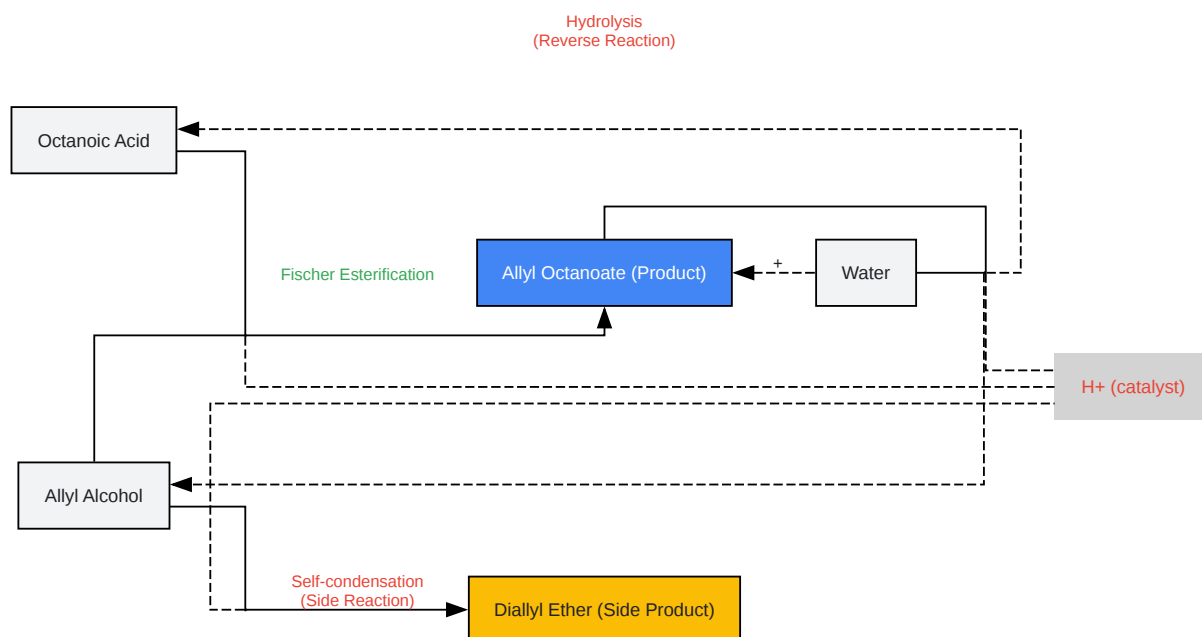 Hydrolysis
(Reverse Reaction)
Octanoic Acid
Fischer Esterification
Allyl Octanoate (Product)
+
Water
H+ (catalyst)
Allyl Alcohol
Self-condensation
(Side Reaction)
Diallyl Ether (Side Product)